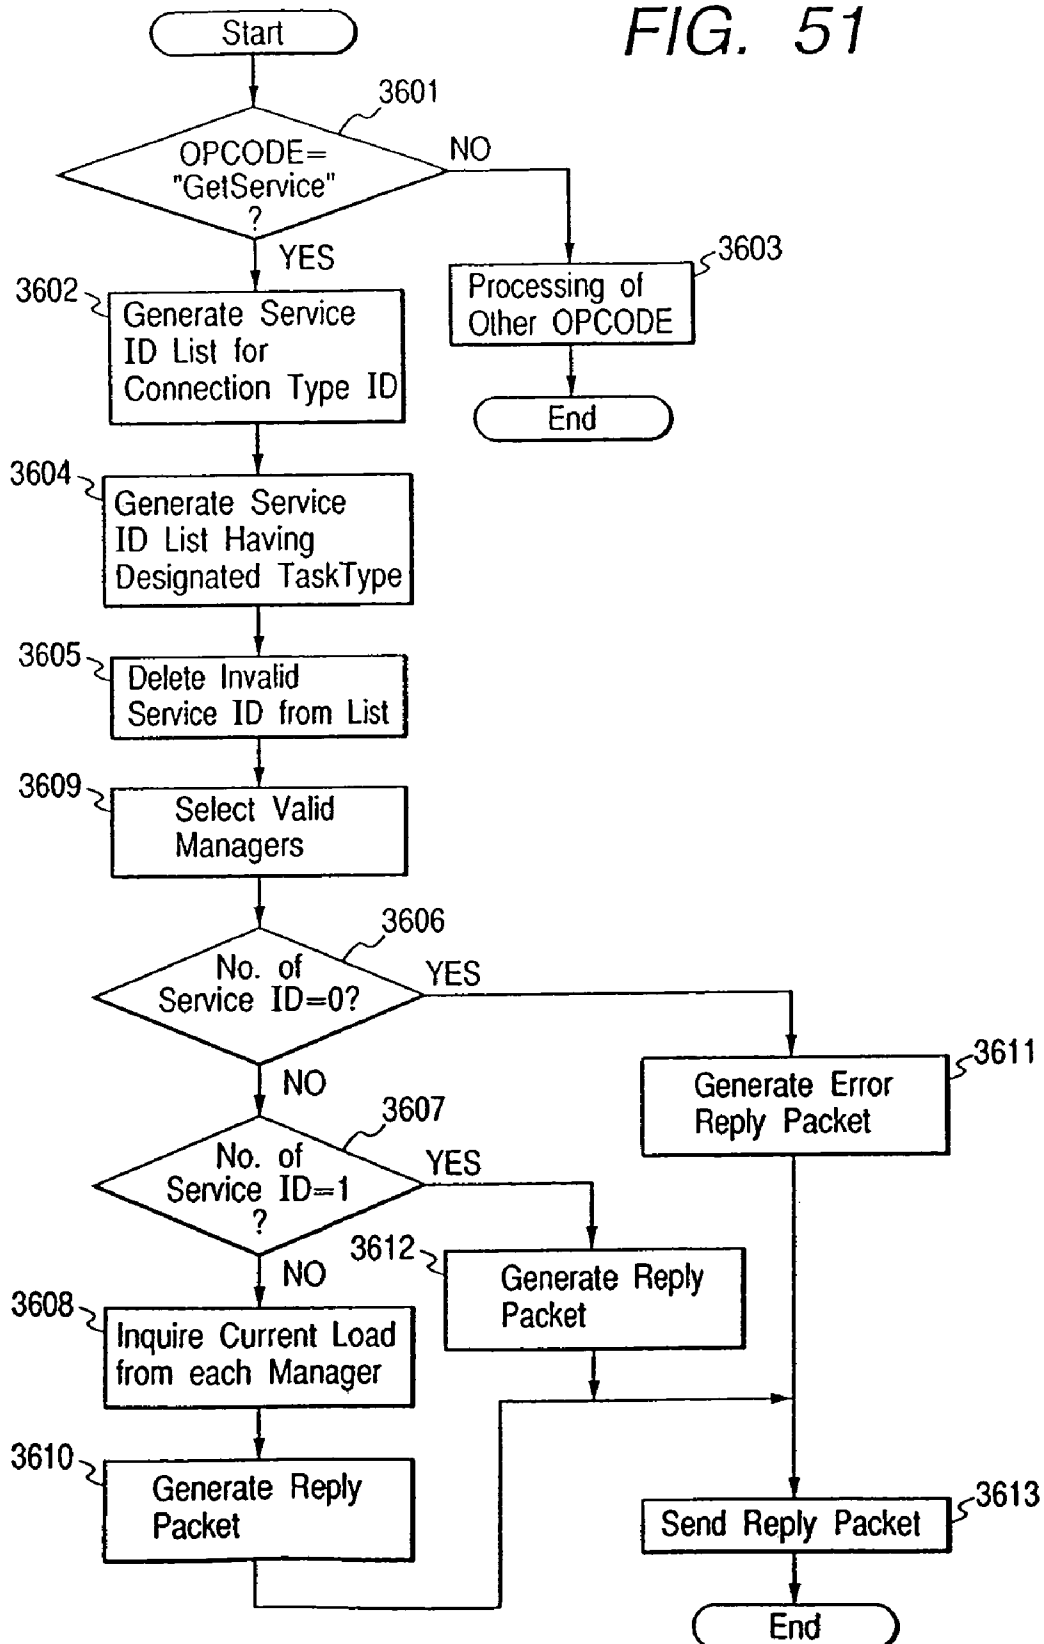 FIG. 51
Start
3601
OPCODE=
"GetService"
?
NO
YES
3602
Generate Service
ID List for
Connection Type ID
3603
Processing of
Other OPCODE
End
3604
Generate Service
ID List Having
Designated TaskType
3605
Delete Invalid
Service ID from List
3609
Select Valid
Managers
3606
No. of
Service ID=0?
YES
NO
3611
Generate Error
Reply Packet
3607
No. of
Service ID=1
?
YES
NO
3612
Generate Reply
Packet
3608
Inquire Current Load
from each Manager
3610
Generate Reply
Packet
3613
Send Reply Packet
End